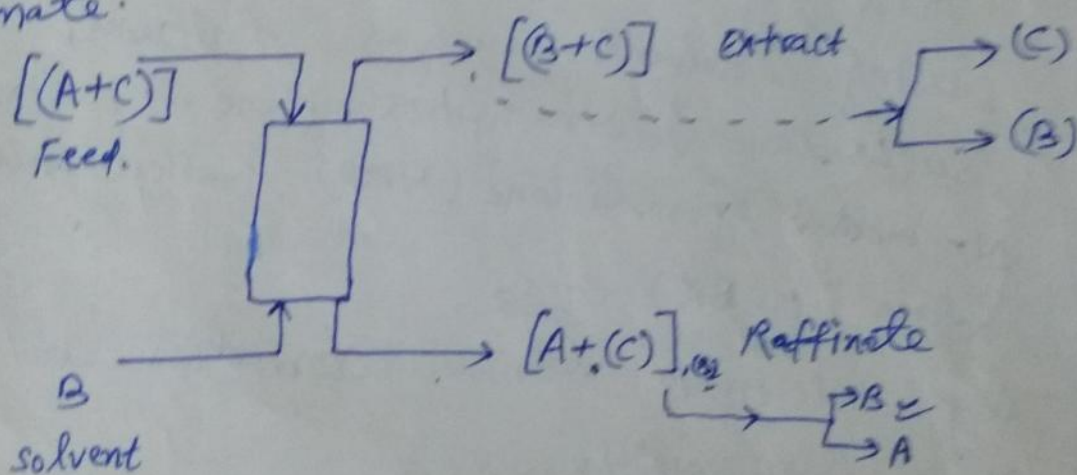 [(A+C)]
Feed.
[(B+C)] Extract
(C)
(B)
[A+(C)] Raffinate
B
A
B
solvent